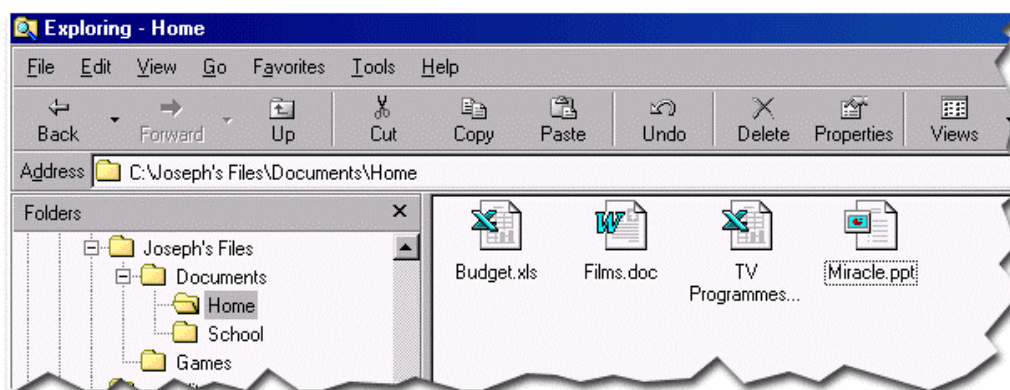 Exploring - Home
File Edit View Go Favorites Tools Help
Back Forward Up Cut Copy Paste Undo Delete Properties Views
Address C:\Joseph's Files\Documents\Home
Folders
Joseph's Files
Documents
Home
School
Games
Budget.xls Films.doc TV Programmes... Miracle.ppt